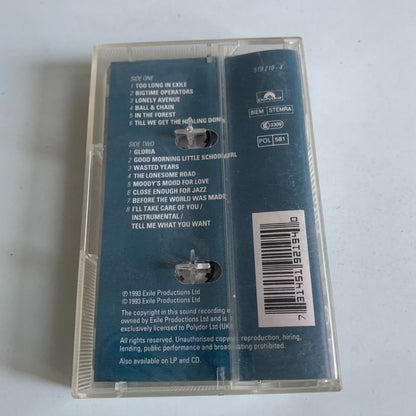 SIDE ONE
1 TOO LONG IN EXILE
2 BIGTIME OPERATORS
3 LONELY AVENUE
4 BALL & CHAIN
5 IN THE FOREST
6 TILL WE GET THE HEALING DONE
SIDE TWO
1 GLORIA
2 GOOD MORNING LITTLE SCHOOLGIRL
3 WASTED YEARS
4 THE LONESOME ROAD
5 MOODY'S MOOD FOR LOVE
6 CLOSE ENOUGH FOR JAZZ
7 BEFORE THE WORLD WAS MADE
8 I'LL TAKE CARE OF YOU /
INSTRUMENTAL /
TELL ME WHAT YOU WANT
℗ 1993 Exile Productions Ltd
© 1993 Exile Productions Ltd
The copyright in this sound recording is
owned by Exile Productions Ltd and is
exclusively licensed to Polydor Ltd (UK)
All rights reserved. Unauthorised copying, reproduction, hiring,
lending, public performance and broadcasting prohibited.
Also available on LP and CD.
519 219 - 4
BIEM STEMRA
POL 581